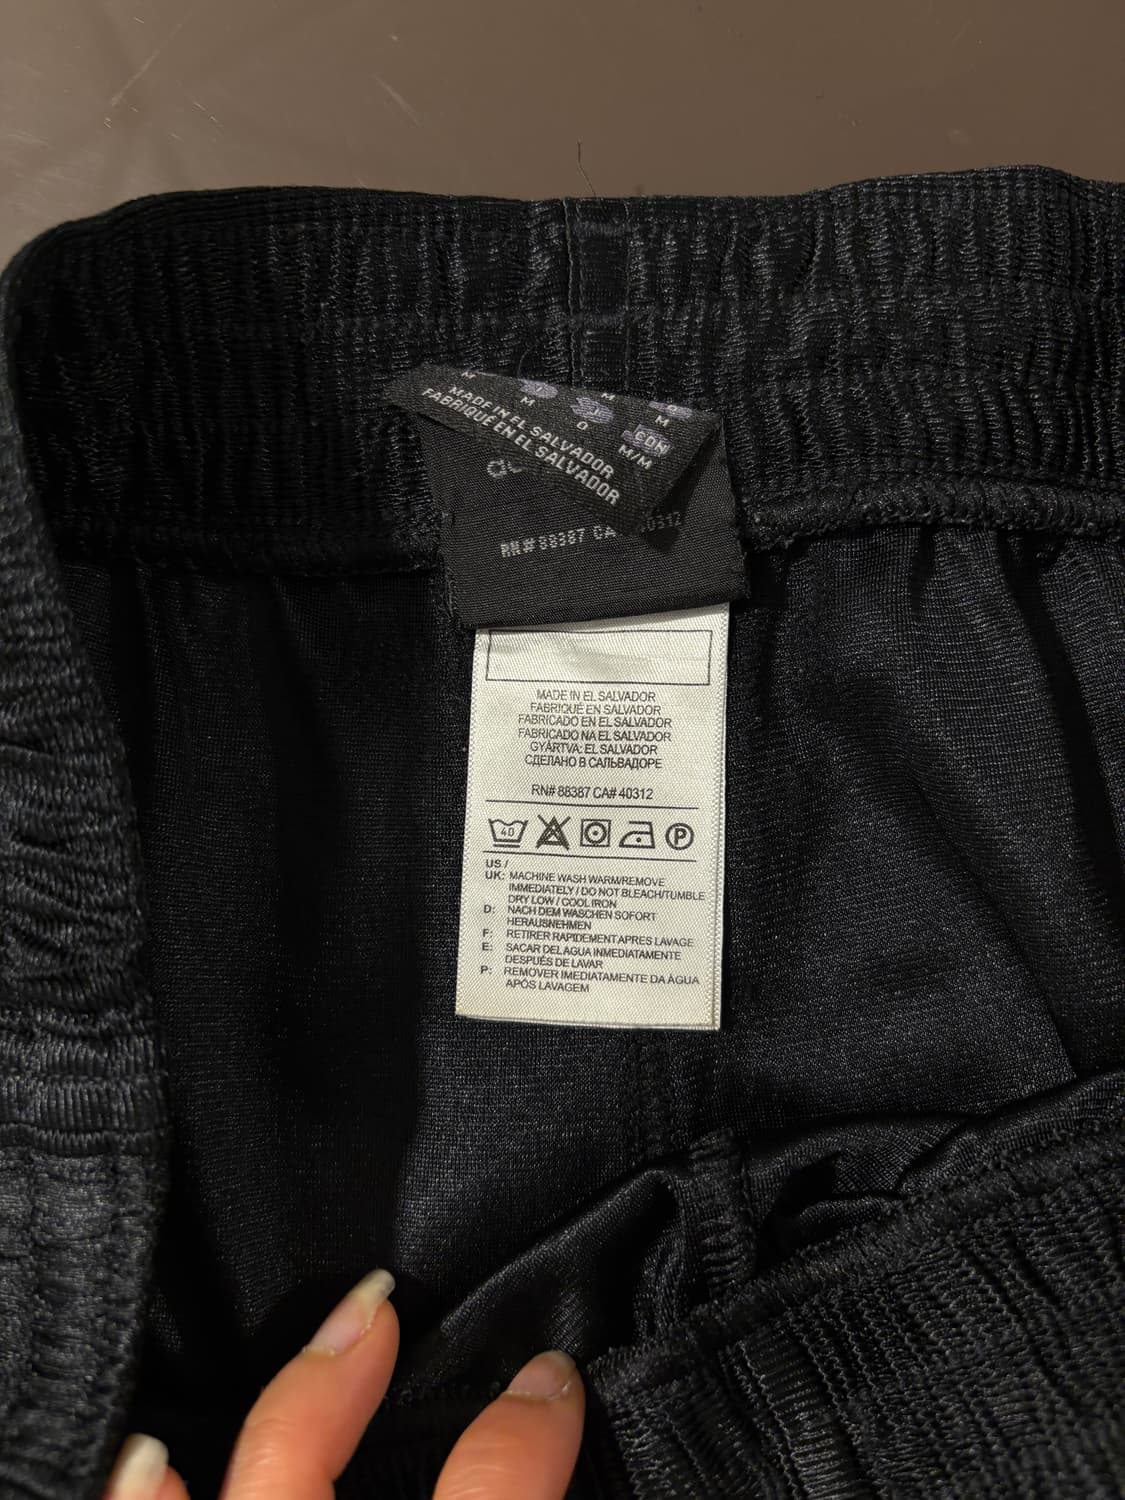 M
M
M
M
O
CDN
M/M
MADE IN EL SALVADOR
FABRIQUE EN EL SALVADOR
RN# 88387 CA 40312
MADE IN EL SALVADOR
FABRIQUÉ EN SALVADOR
FABRICADO EN EL SALVADOR
FABRICADO NA EL SALVADOR
GYÁRTVA: EL SALVADOR
СДЕЛАНО В САЛЬВАДОРЕ
RN# 88387 CA# 40312
40 P
US /
UK: MACHINE WASH WARM/REMOVE
IMMEDIATELY / DO NOT BLEACH/TUMBLE
DRY LOW / COOL IRON
D: NACH DEM WASCHEN SOFORT
HERAUSNEHMEN
F: RETIRER RAPIDEMENT APRES LAVAGE
E: SACAR DEL AGUA INMEDIATAMENTE
DESPUÉS DE LAVAR
P: REMOVER IMEDIATAMENTE DA ÁGUA
APÓS LAVAGEM